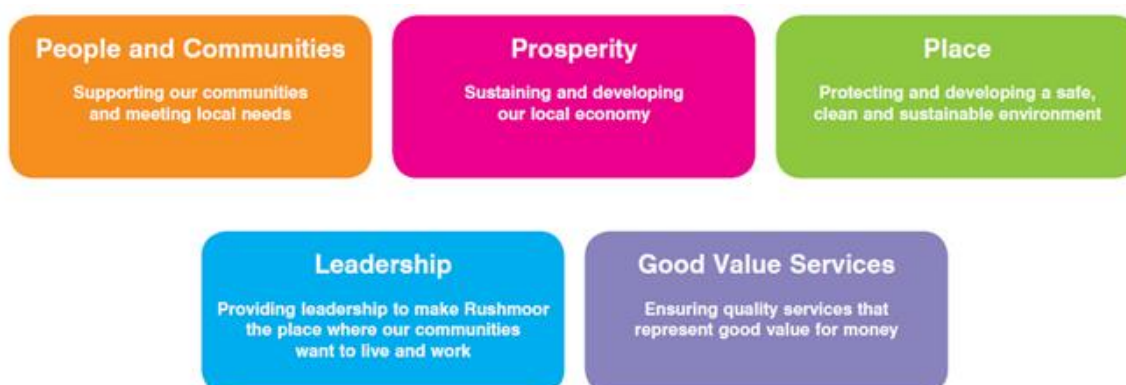 People and Communities
Supporting our communities
and meeting local needs
Prosperity
Sustaining and developing
our local economy
Place
Protecting and developing a safe,
clean and sustainable environment
Leadership
Providing leadership to make Rushmoor
the place where our communities
want to live and work
Good Value Services
Ensuring quality services that
represent good value for money